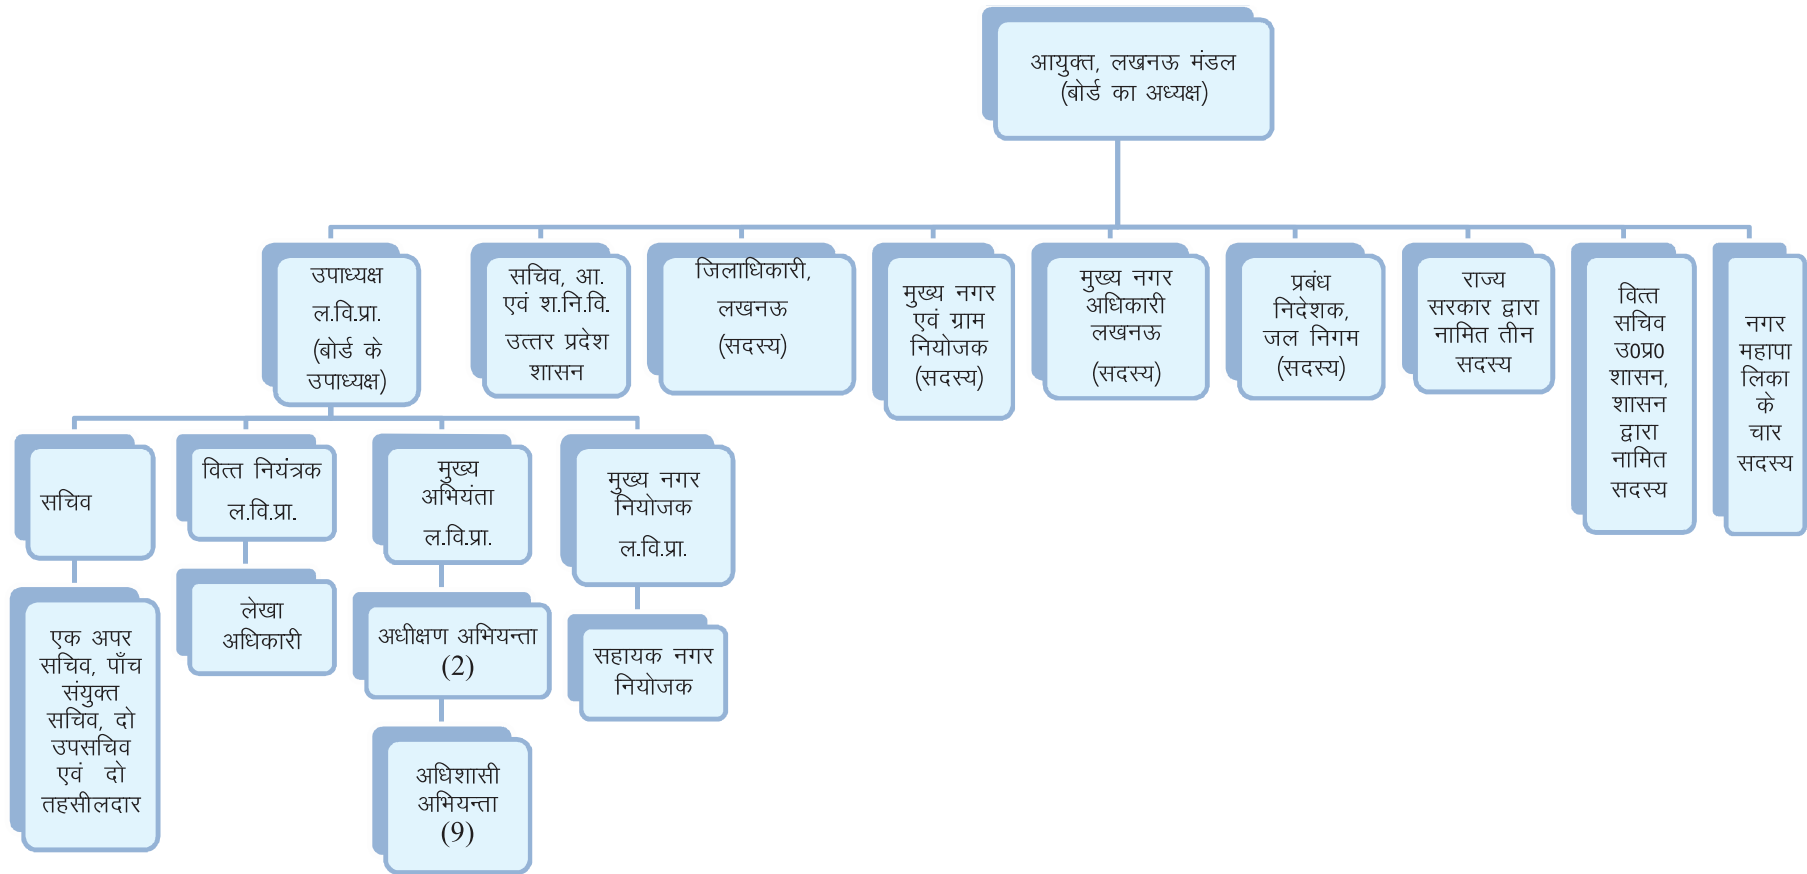 आयुक्त, लखनऊ मंडल
(बोर्ड का अध्यक्ष)
उपाध्यक्ष
ल.वि.प्रा.
(बोर्ड के
उपाध्यक्ष)
सचिव, आ.
एवं श.नि.वि.
उत्तर प्रदेश
शासन
जिलाधिकारी,
लखनऊ
(सदस्य)
मुख्य नगर
एवं ग्राम
नियोजक
(सदस्य)
मुख्य नगर
अधिकारी
लखनऊ
(सदस्य)
प्रबंध
निदेशक,
जल निगम
(सदस्य)
राज्य
सरकार द्वारा
नामित तीन
सदस्य
वित्त
सचिव
उ0प्र0
शासन,
शासन
द्वारा
नामित
सदस्य
नगर
महापा
लिका
के
चार
सदस्य
सचिव
वित्त नियंत्रक
ल.वि.प्रा.
मुख्य
अभियंता
ल.वि.प्रा.
मुख्य नगर
नियोजक
ल.वि.प्रा.
एक अपर
सचिव, पाँच
संयुक्त
सचिव, दो
उपसचिव
एवं दो
तहसीलदार
लेखा
अधिकारी
अधीक्षण अभियन्ता
(2)
सहायक नगर
नियोजक
अधिशासी
अभियन्ता
(9)